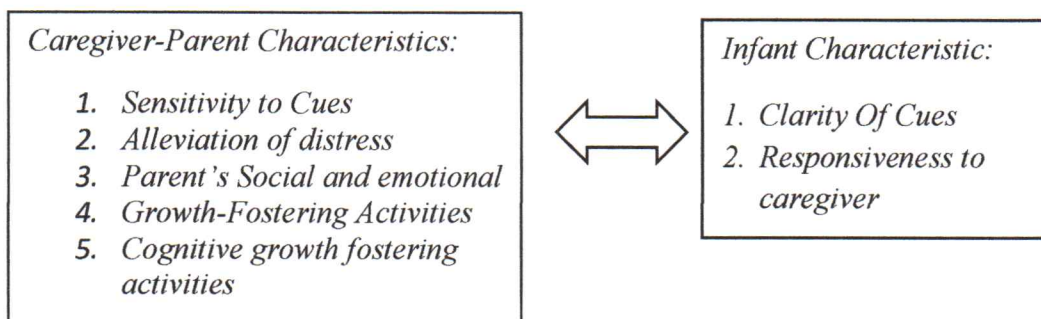 Caregiver-Parent Characteristics:
1. Sensitivity to Cues
2. Alleviation of distress
3. Parent's Social and emotional
4. Growth-Fostering Activities
5. Cognitive growth fostering
activities
Infant Characteristic:
1. Clarity Of Cues
2. Responsiveness to
caregiver